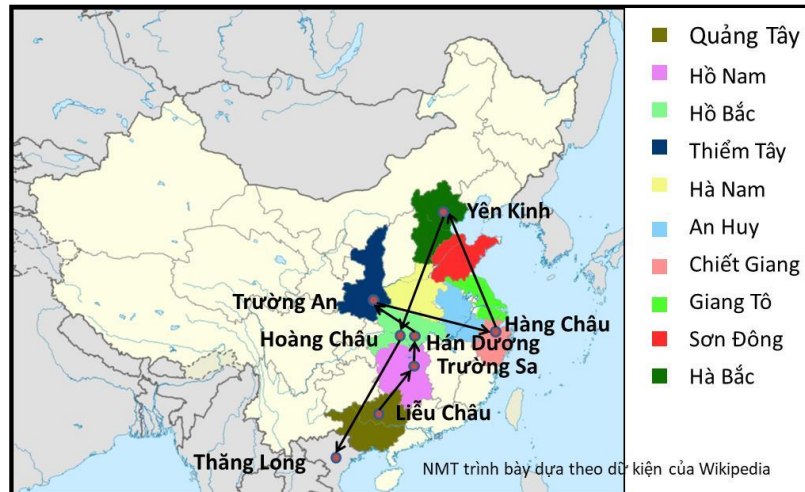 Quảng Tây
Hồ Nam
Hồ Bắc
Thiểm Tây
Hà Nam
An Huy
Chiết Giang
Giang Tô
Sơn Đông
Hà Bắc
Yên Kinh
Trường An
Hàng Châu
Hoàng Châu
Hán Dương
Trường Sa
Liễu Châu
Thăng Long
NMT trình bày dựa theo dữ kiện của Wikipedia